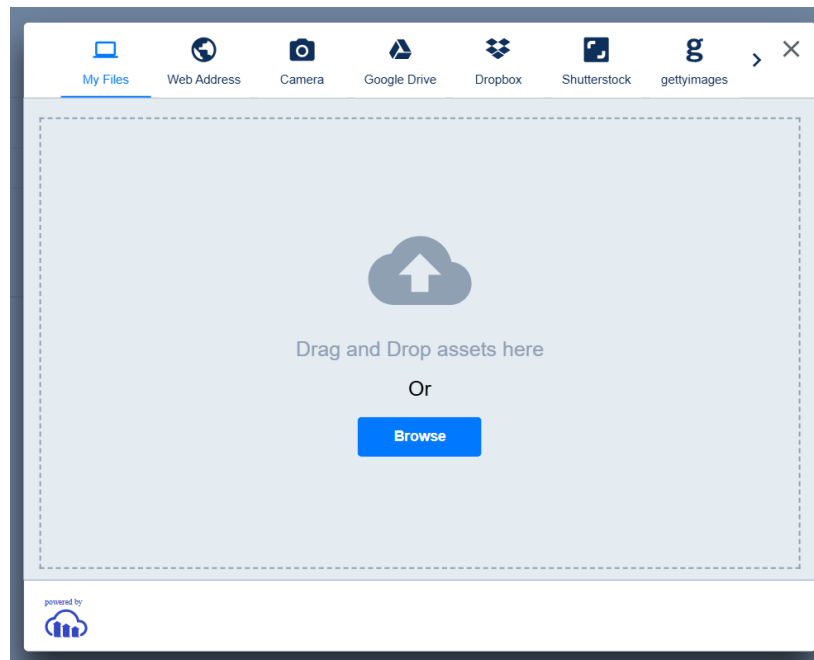 My Files
Web Address
Camera
Google Drive
Dropbox
Shutterstock
gettyimages
Drag and Drop assets here
Or
Browse
powered by